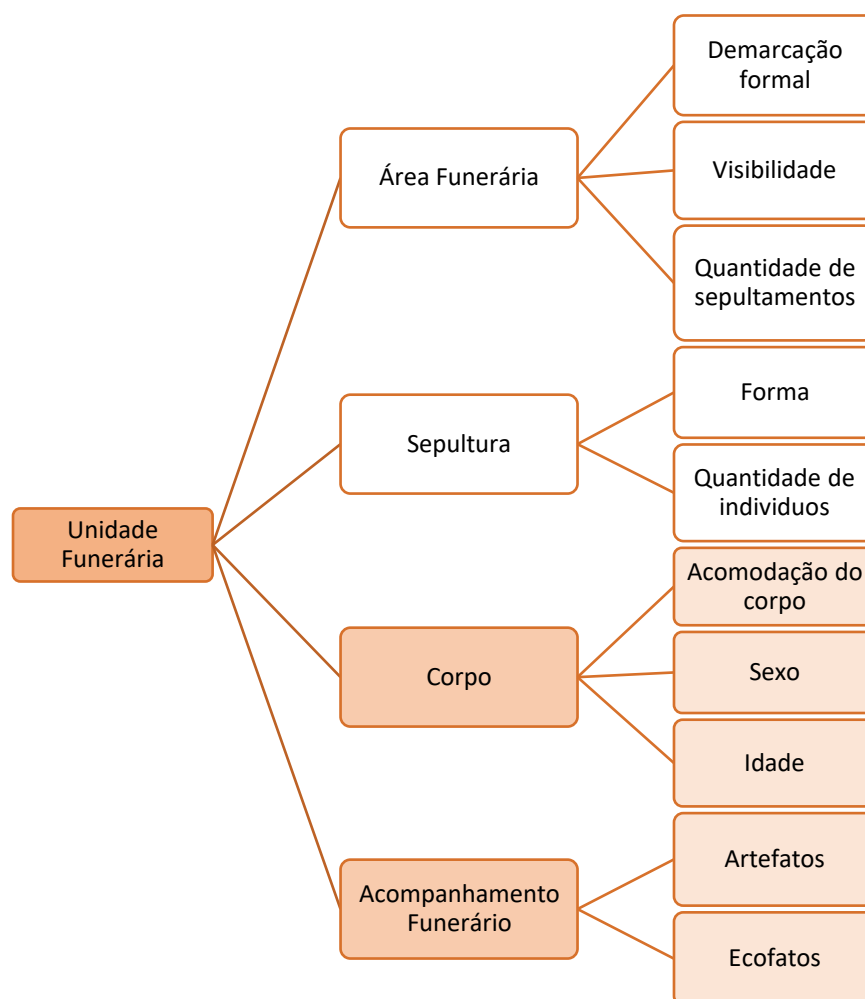 Unidade
Funerária
Área Funerária
Demarcação
formal
Visibilidade
Quantidade de
sepultamentos
Sepultura
Forma
Quantidade de
individuos
Corpo
Acomodação do
corpo
Sexo
Idade
Acompanhamento
Funerário
Artefatos
Ecofatos